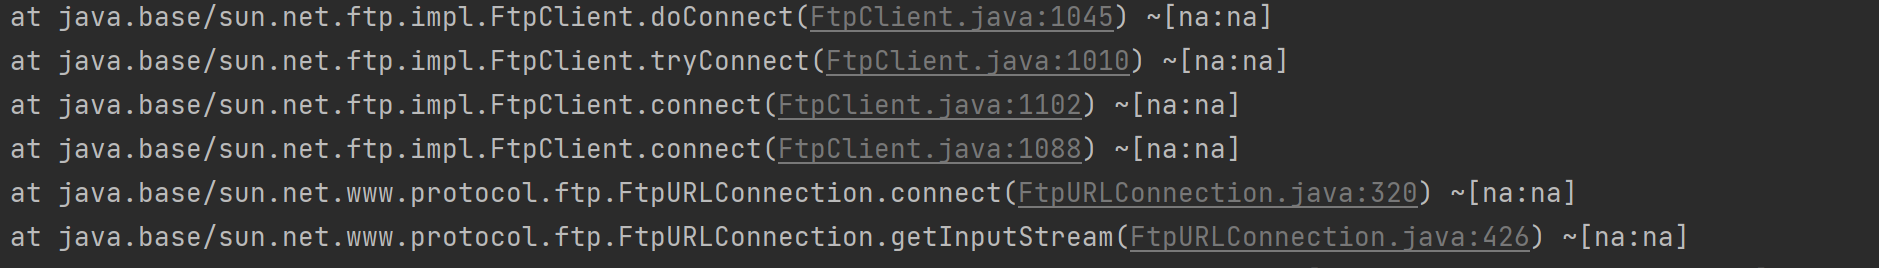 at java.base/sun.net.ftp.impl.FtpClient.doConnect(FtpClient.java:1045) ~[na:na]
at java.base/sun.net.ftp.impl.FtpClient.tryConnect(FtpClient.java:1010) ~[na:na]
at java.base/sun.net.ftp.impl.FtpClient.connect(FtpClient.java:1102) ~[na:na]
at java.base/sun.net.ftp.impl.FtpClient.connect(FtpClient.java:1088) ~[na:na]
at java.base/sun.net.www.protocol.ftp.FtpURLConnection.connect(FtpURLConnection.java:320) ~[na:na]
at java.base/sun.net.www.protocol.ftp.FtpURLConnection.getInputStream(FtpURLConnection.java:426) ~[na:na]